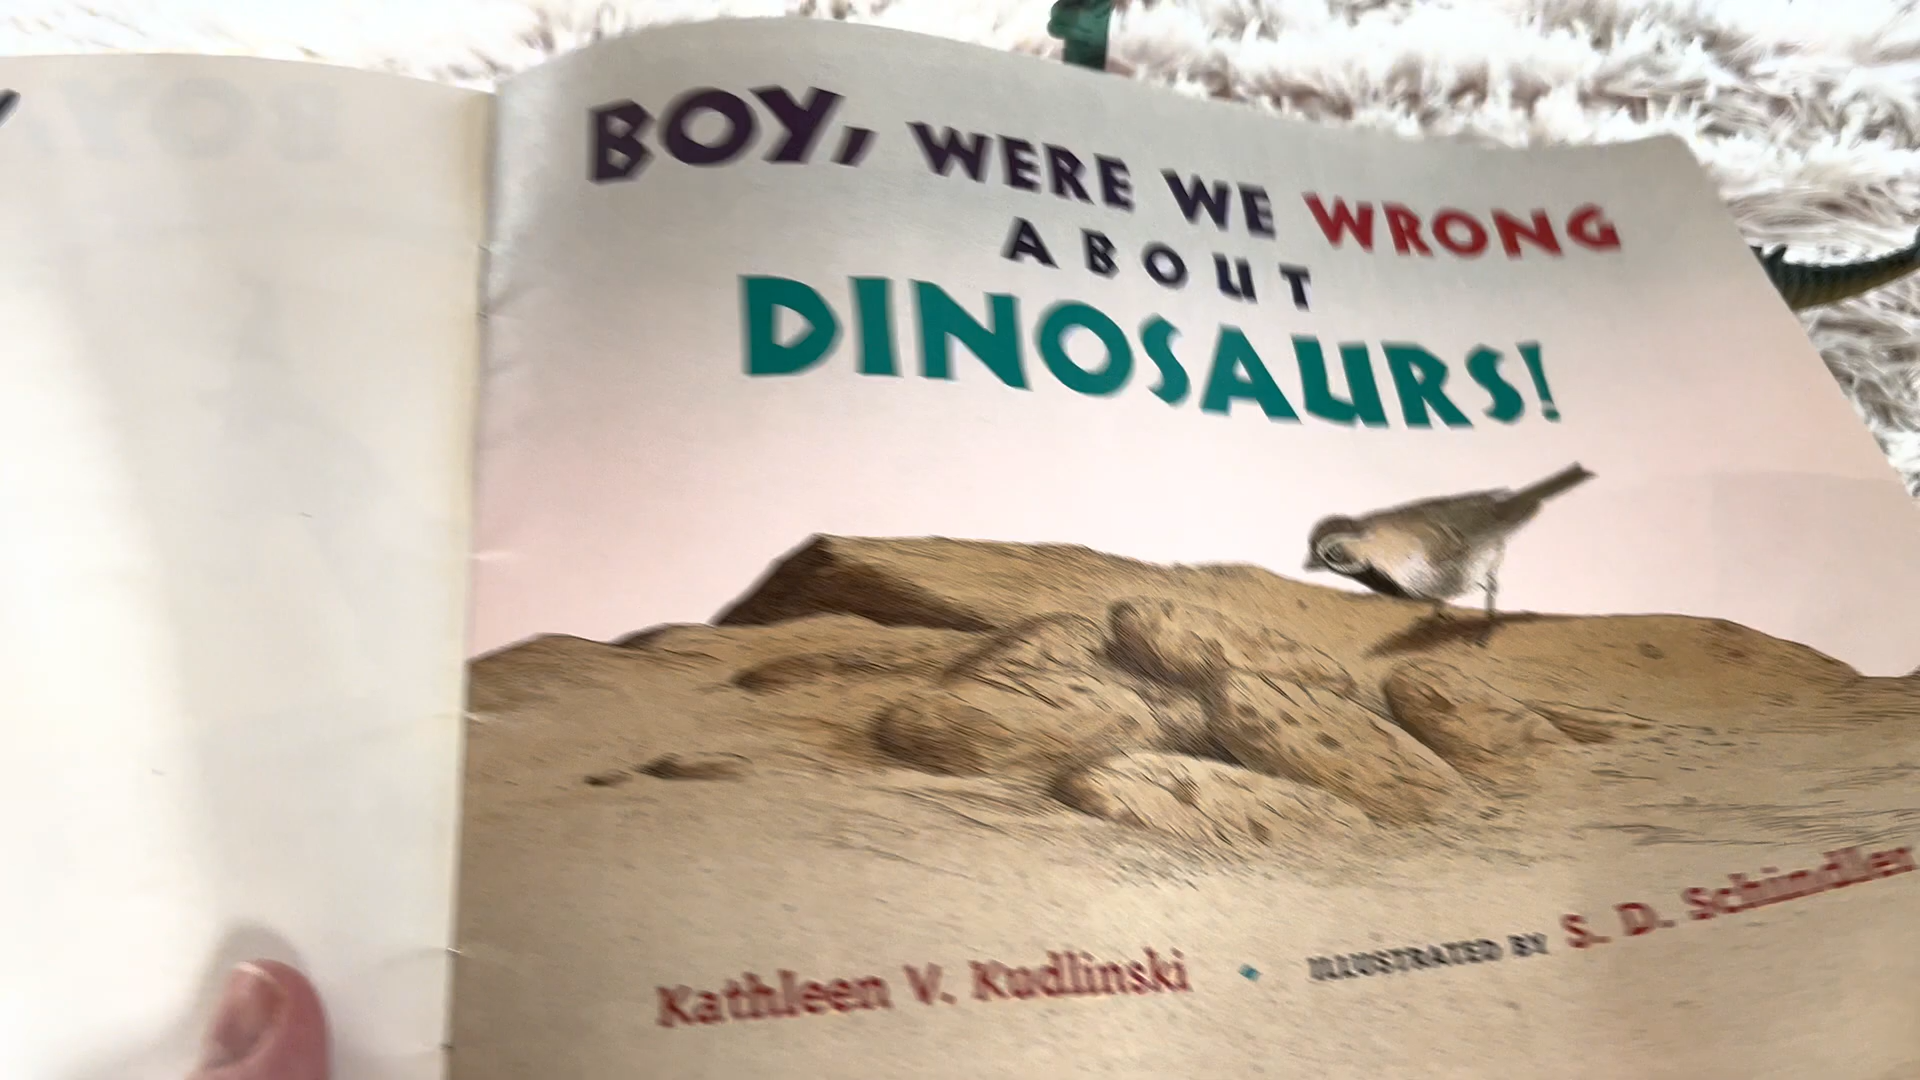 BOY, WERE WE WRONG
ABOUT
DINOSAURS!
Kathleen V. Kudlinski • ILLUSTRATED BY S. D. Schindler